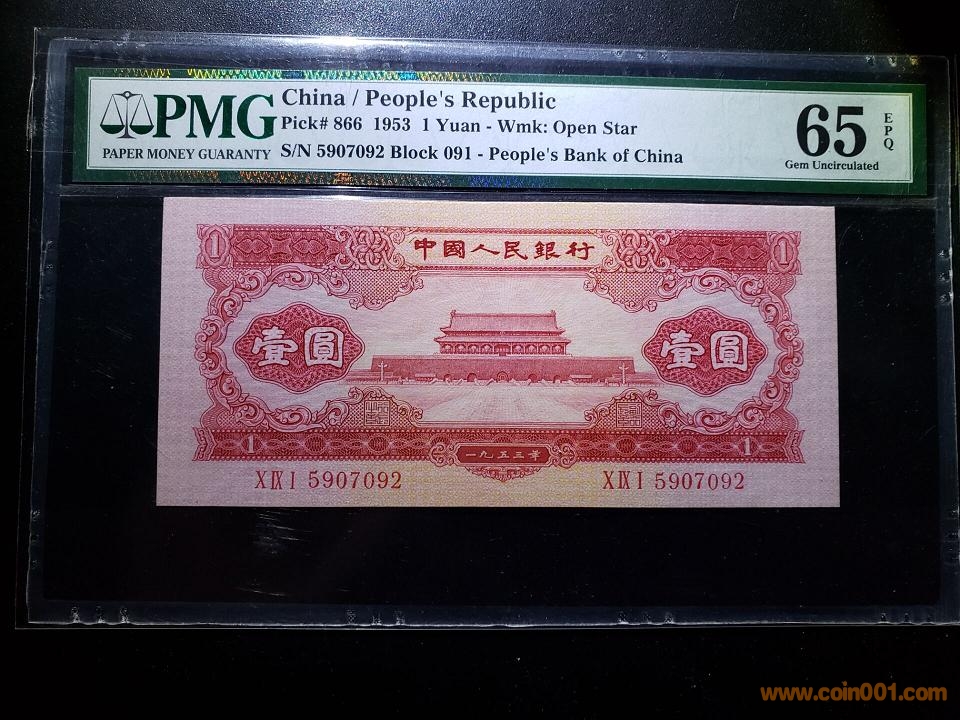 PMG
PAPER MONEY GUARANTY
China / People's Republic
Pick# 866 1953 1 Yuan - Wmk: Open Star
S/N 5907092 Block 091 - People's Bank of China
65
EPQ
Gem Uncirculated
1 中國人民銀行 1
壹圓 壹圓
1 1
一九五三年
X IX I 5907092 X IX I 5907092
www.coin001.com